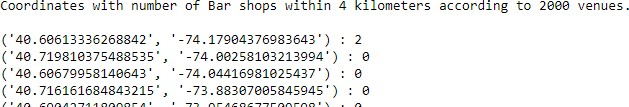 Coordinates with number of Bar shops within 4 kilometers according to 2000 venues.
('40.60613336268842', '-74.17904376983643') : 2
('40.719810375488535', '-74.00258103213994') : 0
('40.60679958140643', '-74.04416981025437') : 0
('40.716161684843215', '-73.88307005845945') : 0